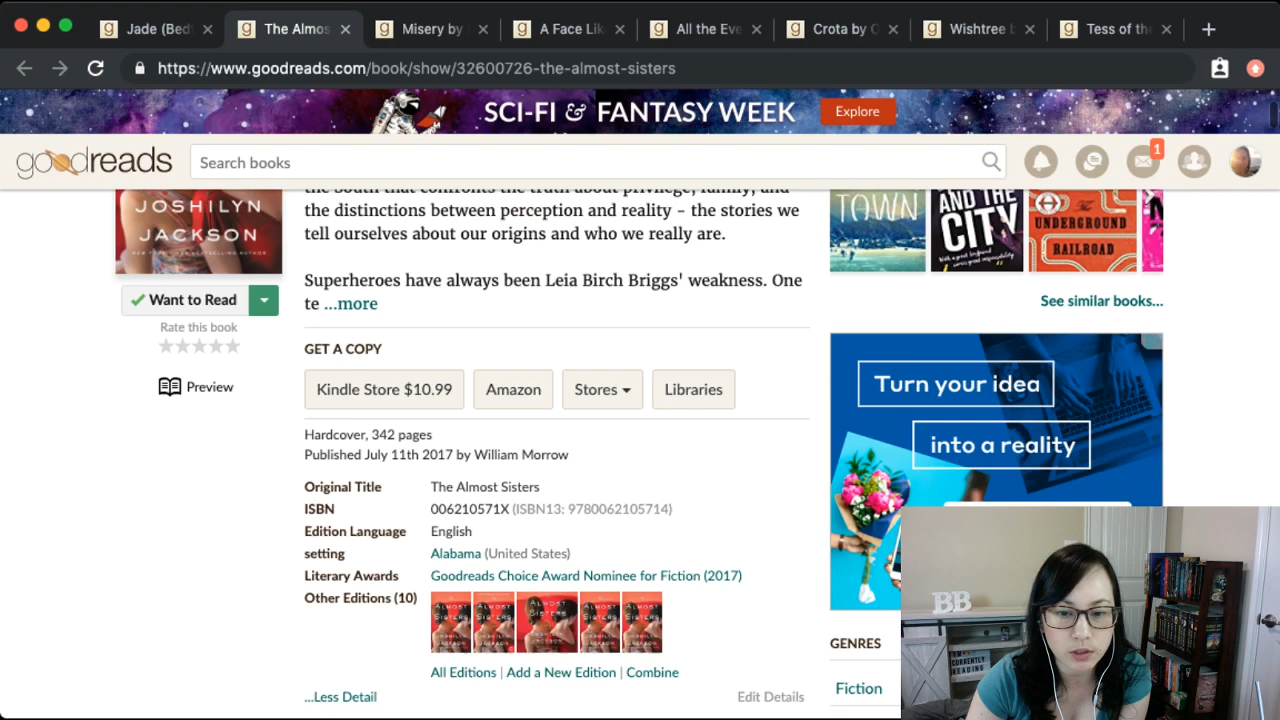 Jade (Bed
The Almos
Misery by
A Face Lik
All the Eve
Crota by
Wishtree b
Tess of the
https://www.goodreads.com/book/show/32600726-the-almost-sisters
SCI-FI & FANTASY WEEK
Explore
goodreads
Search books
1
the South that confronts the truth about privilege, family, and
the distinctions between perception and reality - the stories we
tell ourselves about our origins and who we really are.
Superheroes have always been Leia Birch Briggs' weakness. One
te ...more
JOSHILYN
JACKSON
Want to Read
Rate this book
Preview
GET A COPY
Kindle Store $10.99
Amazon
Stores
Libraries
Hardcover, 342 pages
Published July 11th 2017 by William Morrow
Original Title The Almost Sisters
ISBN 006210571X (ISBN13: 9780062105714)
Edition Language English
setting Alabama (United States)
Literary Awards Goodreads Choice Award Nominee for Fiction (2017)
Other Editions (10)
All Editions | Add a New Edition | Combine
...Less Detail
Edit Details
TOWN
AND THE
CITY
The
UNDERGROUND
RAILROAD
See similar books...
Turn your idea
into a reality
GENRES
Fiction
BB
CURRENTLY
READING